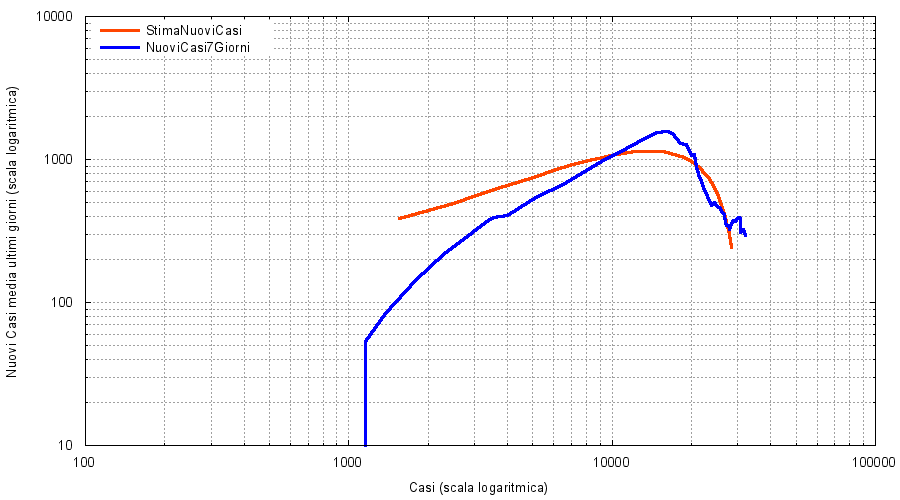 10000
StimaNuoviCasi
NuoviCasi7Giorni
1000
100
10
Nuovi Casi media ultimi giorni (scala logaritmica)
100
1000
10000
100000
Casi (scala logaritmica)